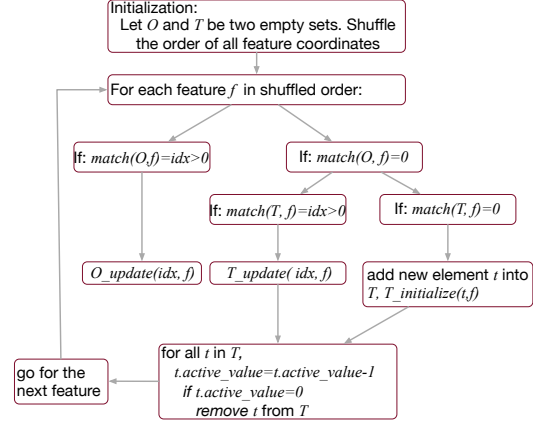 Initialization:
Let O and T be two empty sets. Shuffle
the order of all feature coordinates
For each feature f in shuffled order:
If: match(O,f)=idx>0
If: match(O, f)=0
If: match(T, f)=idx>0
If: match(T, f)=0
O_update(idx, f)
T_update( idx, f)
add new element t into
T, T_initialize(t,f)
for all t in T,
t.active_value=t.active_value-1
if t.active_value=0
remove t from T
go for the
next feature